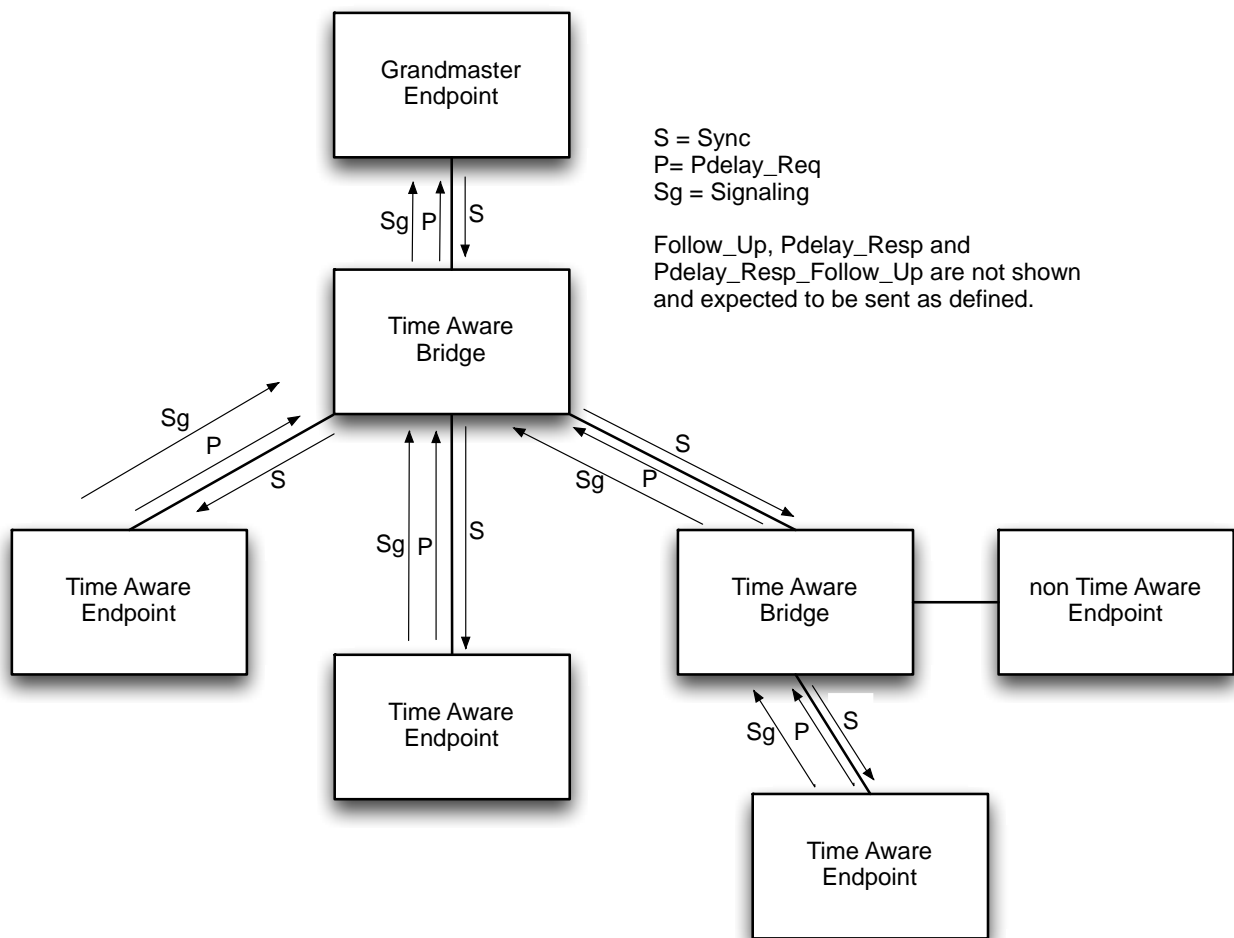 Grandmaster
Endpoint
S = Sync
P= Pdelay_Req
Sg = Signaling
Follow_Up, Pdelay_Resp and
Pdelay_Resp_Follow_Up are not shown
and expected to be sent as defined.
Sg
P
S
Time Aware
Bridge
Sg
P
S
Sg
P
S
Sg
P
S
Time Aware
Endpoint
Time Aware
Endpoint
Time Aware
Bridge
non Time Aware
Endpoint
Sg
P
S
Time Aware
Endpoint